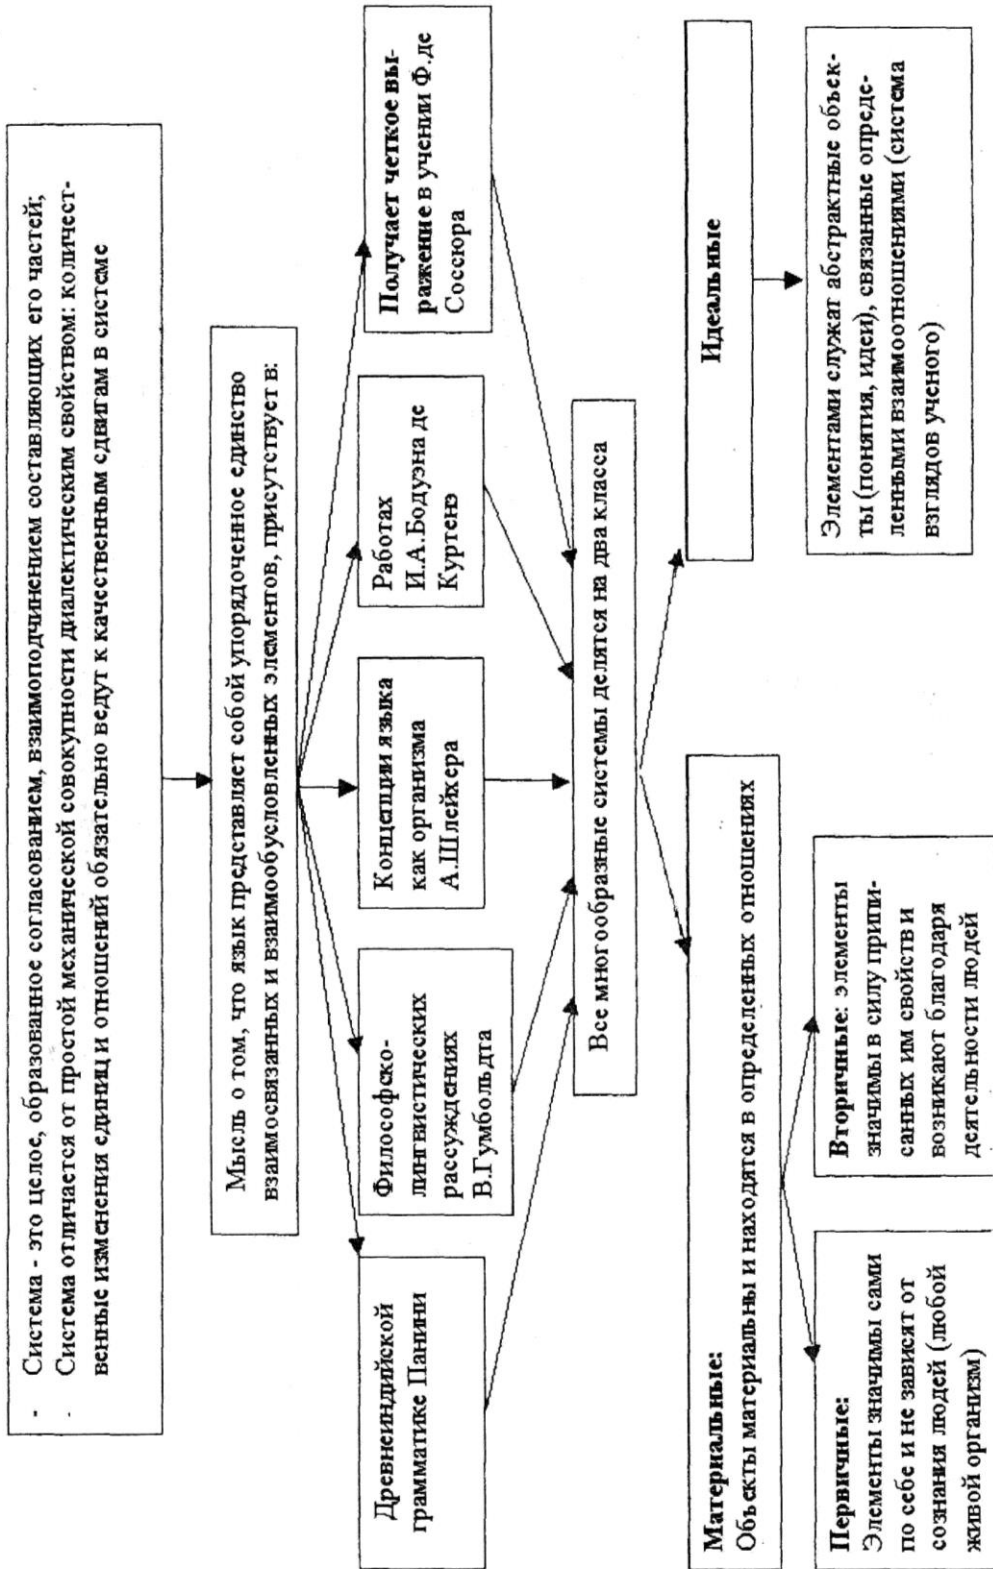 - Система - это целое, образованное согласованием, взаимоподчинением составляющих его частей;
- Система отличается от простой механической совокупности диалектическим свойством: количест-
венные изменения единиц и отношений обязательно ведут к качественным сдвигам в системе
Мысль о том, что язык представляет собой упорядоченное единство
взаимосвязанных и взаимообусловленных элементов, присутствует в:
Древнеиндийской
грамматике Панини
Философско-
лингвистических
рассуждениях
В.Гумбольдта
Концепции языка
как организма
А.Шлейхера
Работах
И.А.Бодуэна де
Куртенэ
Получает четкое вы-
ражение в учении Ф.де
Соссюра
Все многообразные системы делятся на два класса
Материальные:
Объекты материальны и находятся в определенных отношениях
Идеальные
Первичные:
Элементы значимы сами
по себе и не зависят от
сознания людей (любой
живой организм)
Вторичные: элементы
значимы в силу припи-
санных им свойств и
возникают благодаря
деятельности людей
Элементами служат абстрактные объек-
ты (понятия, идеи), связанные опреде-
ленными взаимоотношениями (система
взглядов ученого)